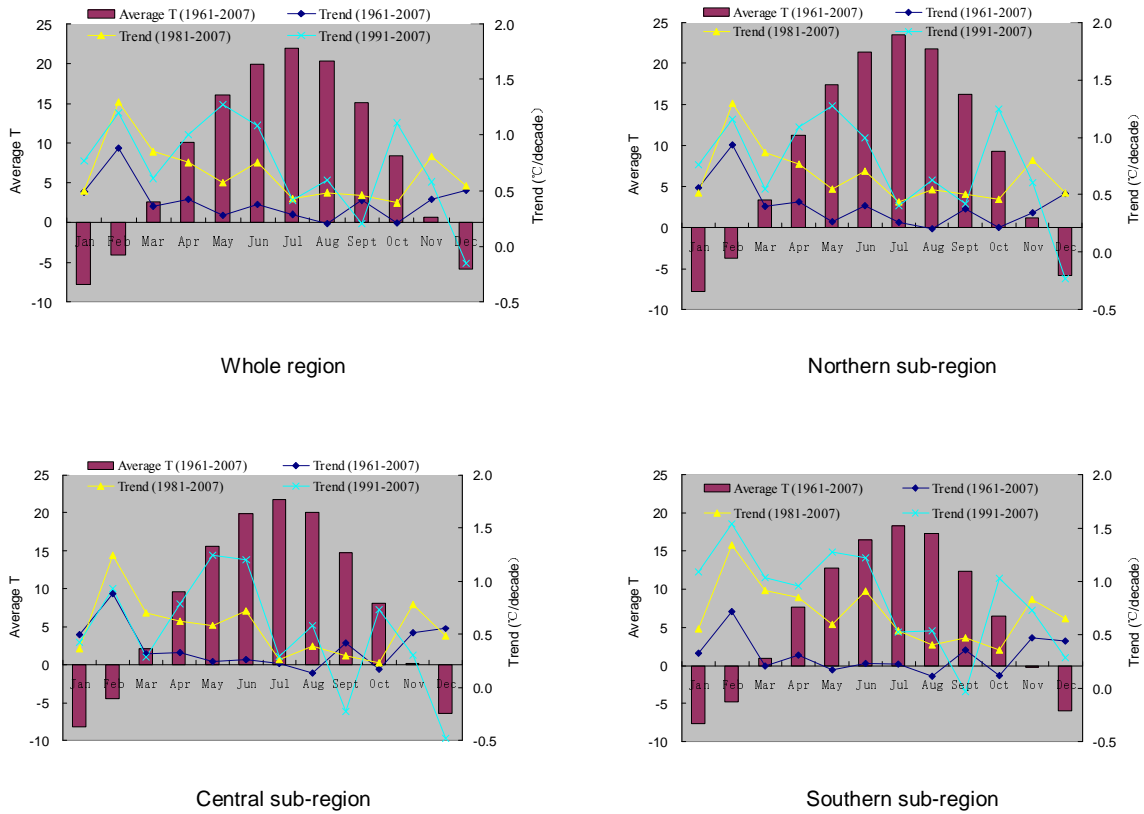 Average T (1961-2007) Trend (1961-2007)
Trend (1981-2007) Trend (1991-2007)
25
20
15
10
5
0
-5
-10
Average T
Jan Feb Mar Apr May Jun Jul Aug Sept Oct Nov Dec
2.0
1.5
1.0
0.5
0.0
-0.5
Trend (℃/decade)
Whole region
Average T (1961-2007) Trend (1961-2007)
Trend (1981-2007) Trend (1991-2007)
25
20
15
10
5
0
-5
-10
Average T
Jan Feb Mar Apr May Jun Jul Aug Sept Oct Nov Dec
2.0
1.5
1.0
0.5
0.0
-0.5
Trend (℃/decade)
Northern sub-region
Average T (1961-2007) Trend (1961-2007)
Trend (1981-2007) Trend (1991-2007)
25
20
15
10
5
0
-5
-10
Average T
Jan Feb Mar Apr May Jun Jul Aug Sept Oct Nov Dec
2.0
1.5
1.0
0.5
0.0
-0.5
Trend (℃/decade)
Central sub-region
Average T (1961-2007) Trend (1961-2007)
Trend (1981-2007) Trend (1991-2007)
25
20
15
10
5
0
-5
-10
Average T
Jan Feb Mar Apr May Jun Jul Aug Sept Oct Nov Dec
2.0
1.5
1.0
0.5
0.0
-0.5
Trend (℃/decade)
Southern sub-region